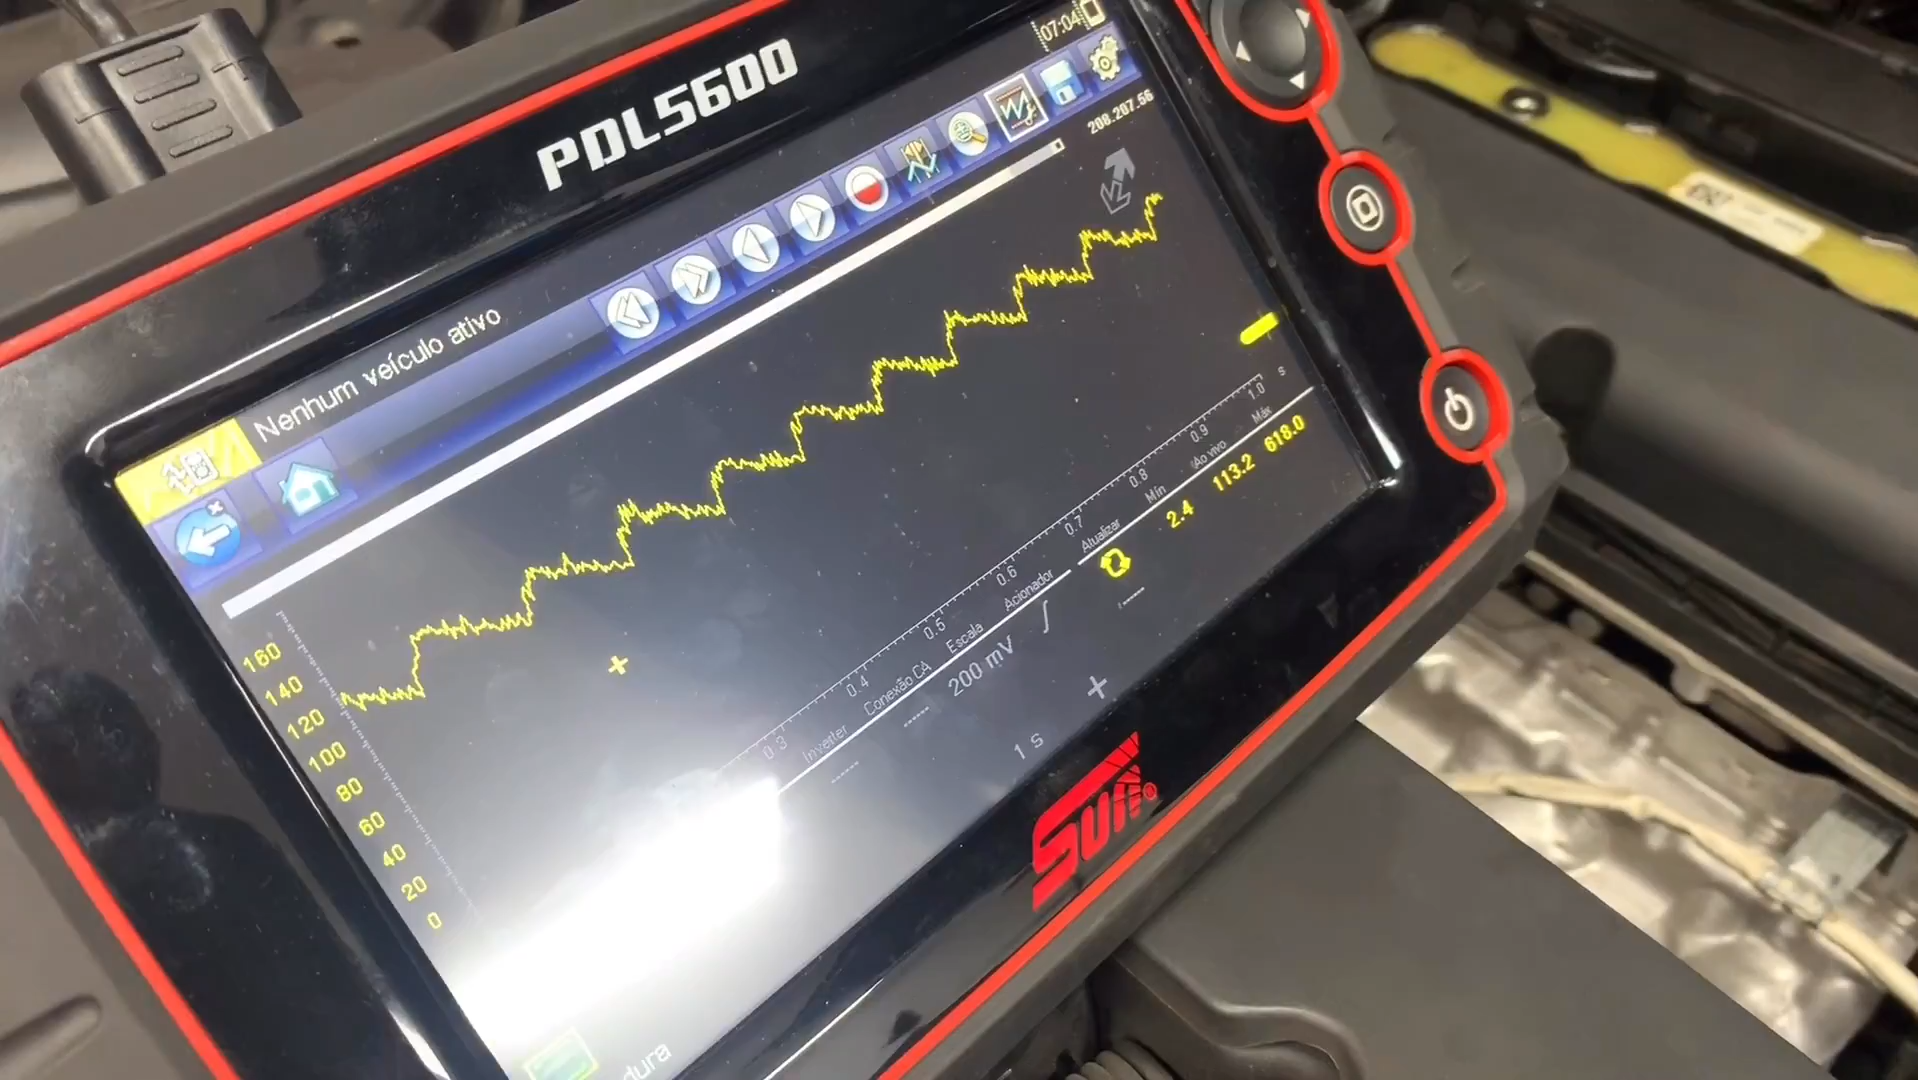 PDL5600
07:04
Nenhum veículo ativo
208.207.56
160
140
120
100
80
60
40
20
0
0.3
0.4
0.5
0.6
0.7
0.8
0.9
1.0
s
Inverter
Conexão CA
Escala
Acionador
Atualizar
Mín
Ao vivo
Máx
200 mV
2.4
113.2
618.0
1 s
Sun
dura